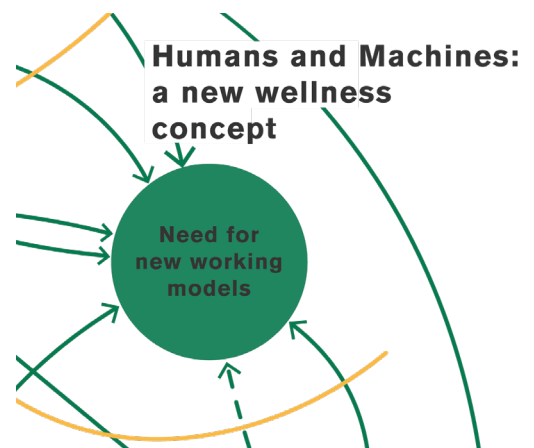 Humans and Machines:
a new wellness
concept
Need for
new working
models